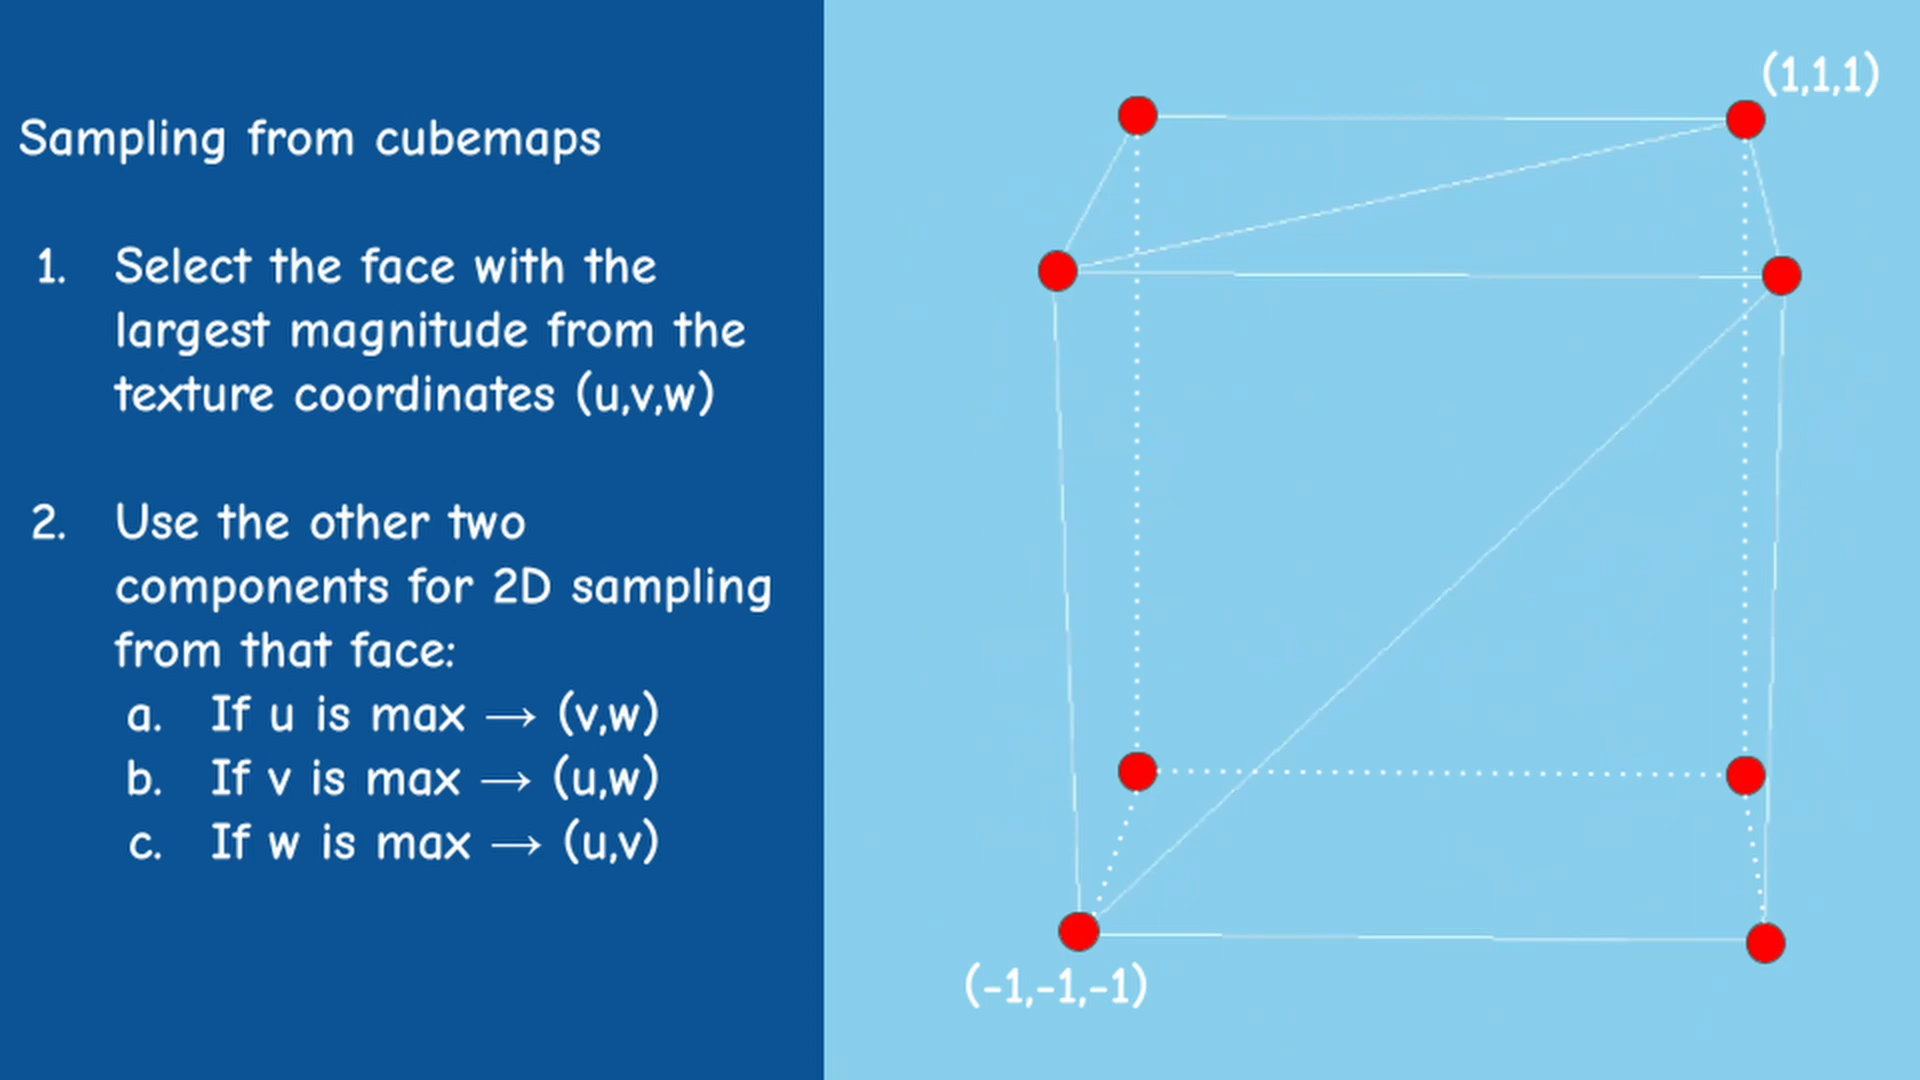 Sampling from cubemaps
1. Select the face with the
largest magnitude from the
texture coordinates (u,v,w)
2. Use the other two
components for 2D sampling
from that face:
a. If u is max → (v,w)
b. If v is max → (u,w)
c. If w is max → (u,v)
(1,1,1)
(-1,-1,-1)